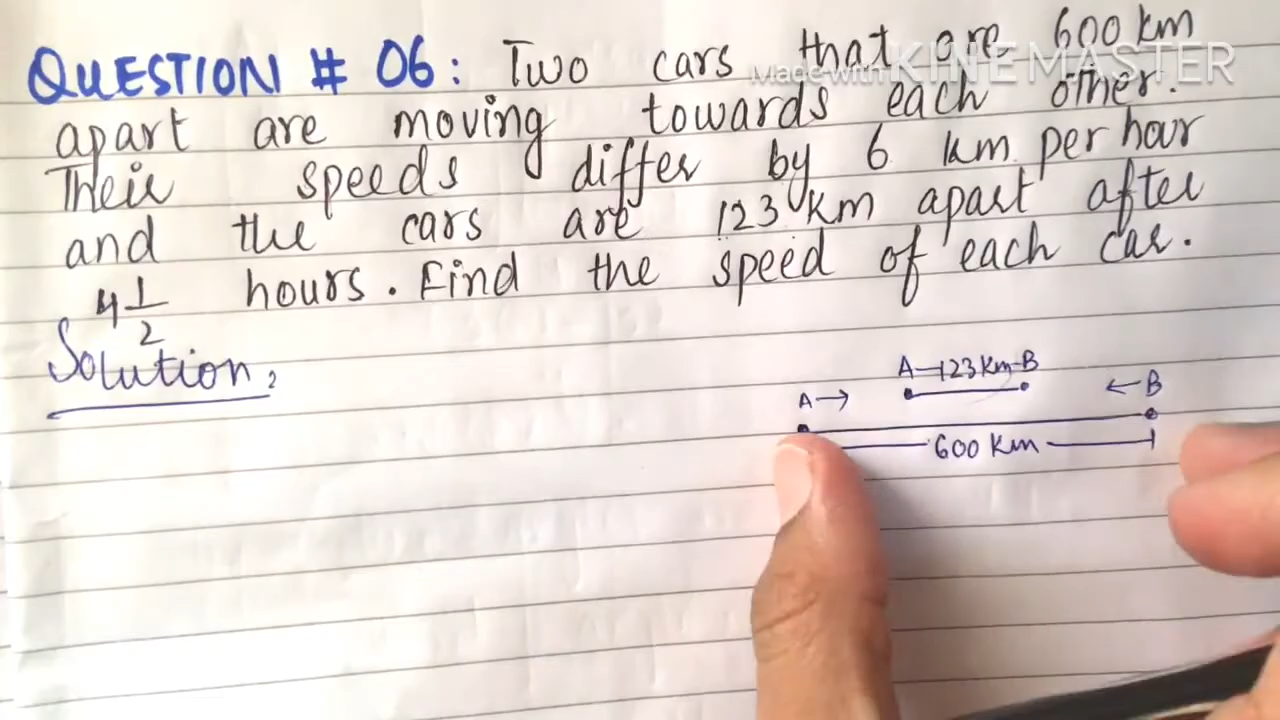 QUESTION # 06: Two cars that are 600 km
Made with KINEMASTER
apart are moving towards each other.
Their speeds differ by 6 km per hour
and the cars are 123 km apart after
4 1/2 hours. Find the speed of each car.
Solution,
A—123 Km—B
A→ ←B
600 Km